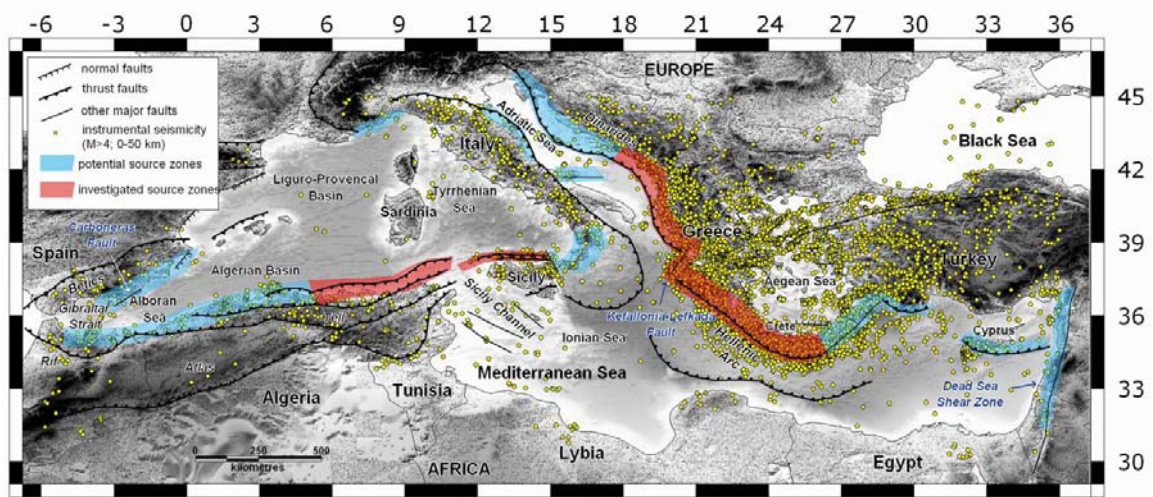 -6 -3 0 3 6 9 12 15 18 21 24 27 30 33 36
normal faults
thrust faults
other major faults
instrumental seismicity
(M>4; 0-50 km)
potential source zones
investigated source zones
EUROPE
45
Black Sea
Adriatic Sea
Dinarides
Italy
42
Liguro-Provençal
Basin
Tyrrhenian
Sea
Sardinia
Greece
Carboneras
Fault
Spain
39
Turkey
Algerian Basin
Sicily
Aegean Sea
Betics
Gibraltar
Strait
Alboran
Sea
Tell
Sicily Channel
Kefallonia-Lefkada
Fault
Crete
36
Cyprus
Ionian Sea
Hellenic
Arc
Rif
Atlas
Mediterranean Sea
Tunisia
Algeria
Dead Sea
Shear Zone
33
0 250 500
kilometres
AFRICA
Lybia
Egypt
30